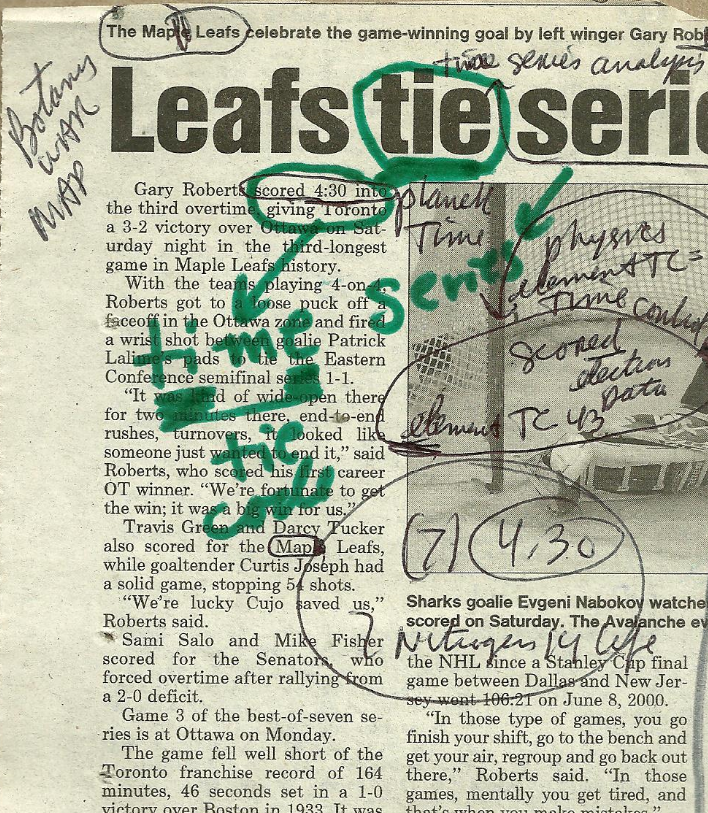 The Maple Leafs celebrate the game-winning goal by left winger Gary Rob
time series analysis
Botany
WAR
MAP
Leafs tie serie
Gary Roberts scored 4:30 into
the third overtime, giving Toronto
a 3-2 victory over Ottawa on Sat-
urday night in the third-longest
game in Maple Leafs history.
With the teams playing 4-on-4,
Roberts got to a loose puck off a
faceoff in the Ottawa zone and fired
a wrist shot between goalie Patrick
Lalime's pads to tie the Eastern
Conference semifinal series 1-1.
"It was kind of wide-open there
for two minutes there, end-to-end
rushes, turnovers, it looked like
someone just wanted to end it," said
Roberts, who scored his first career
OT winner. "We're fortunate to get
the win; it was a big win for us."
Travis Green and Darcy Tucker
also scored for the Maple Leafs,
while goaltender Curtis Joseph had
a solid game, stopping 54 shots.
"We're lucky Cujo saved us,"
Roberts said.
Sami Salo and Mike Fisher
scored for the Senators, who
forced overtime after rallying from
a 2-0 deficit.
Game 3 of the best-of-seven se-
ries is at Ottawa on Monday.
The game fell well short of the
Toronto franchise record of 164
minutes, 46 seconds set in a 1-0
victory over Boston in 1933. It was
time
series
tie
planck
Time
physics
element TC=
Time control
scored
election
Data
element TC 43
(7) 4:30
7 Nitrogen 14 life
Sharks goalie Evgeni Nabokov watche
scored on Saturday. The Avalanche ev
the NHL since a Stanley Cup final
game between Dallas and New Jer-
sey went 106:21 on June 8, 2000.
"In those type of games, you go
finish your shift, go to the bench and
get your air, regroup and go back out
there," Roberts said. "In those
games, mentally you get tired, and
that's when you make mistakes."